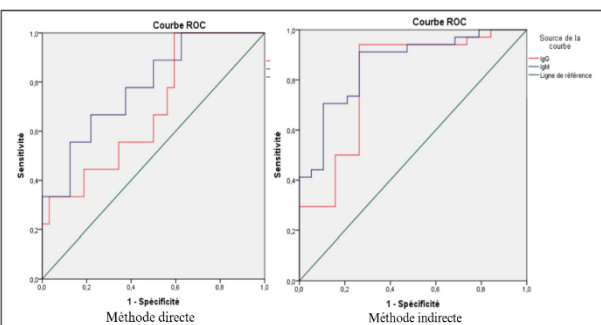 Courbe ROC
Sensitivité
1,0
0,8
0,6
0,4
0,2
0,0
0,0 0,2 0,4 0,6 0,8 1,0
1 - Spécificité
Méthode directe
Courbe ROC
Sensitivité
1,0
0,8
0,6
0,4
0,2
0,0
0,0 0,2 0,4 0,6 0,8 1,0
1 - Spécificité
Méthode indirecte
Source de la
courbe
IgG
IgM
Ligne de référence